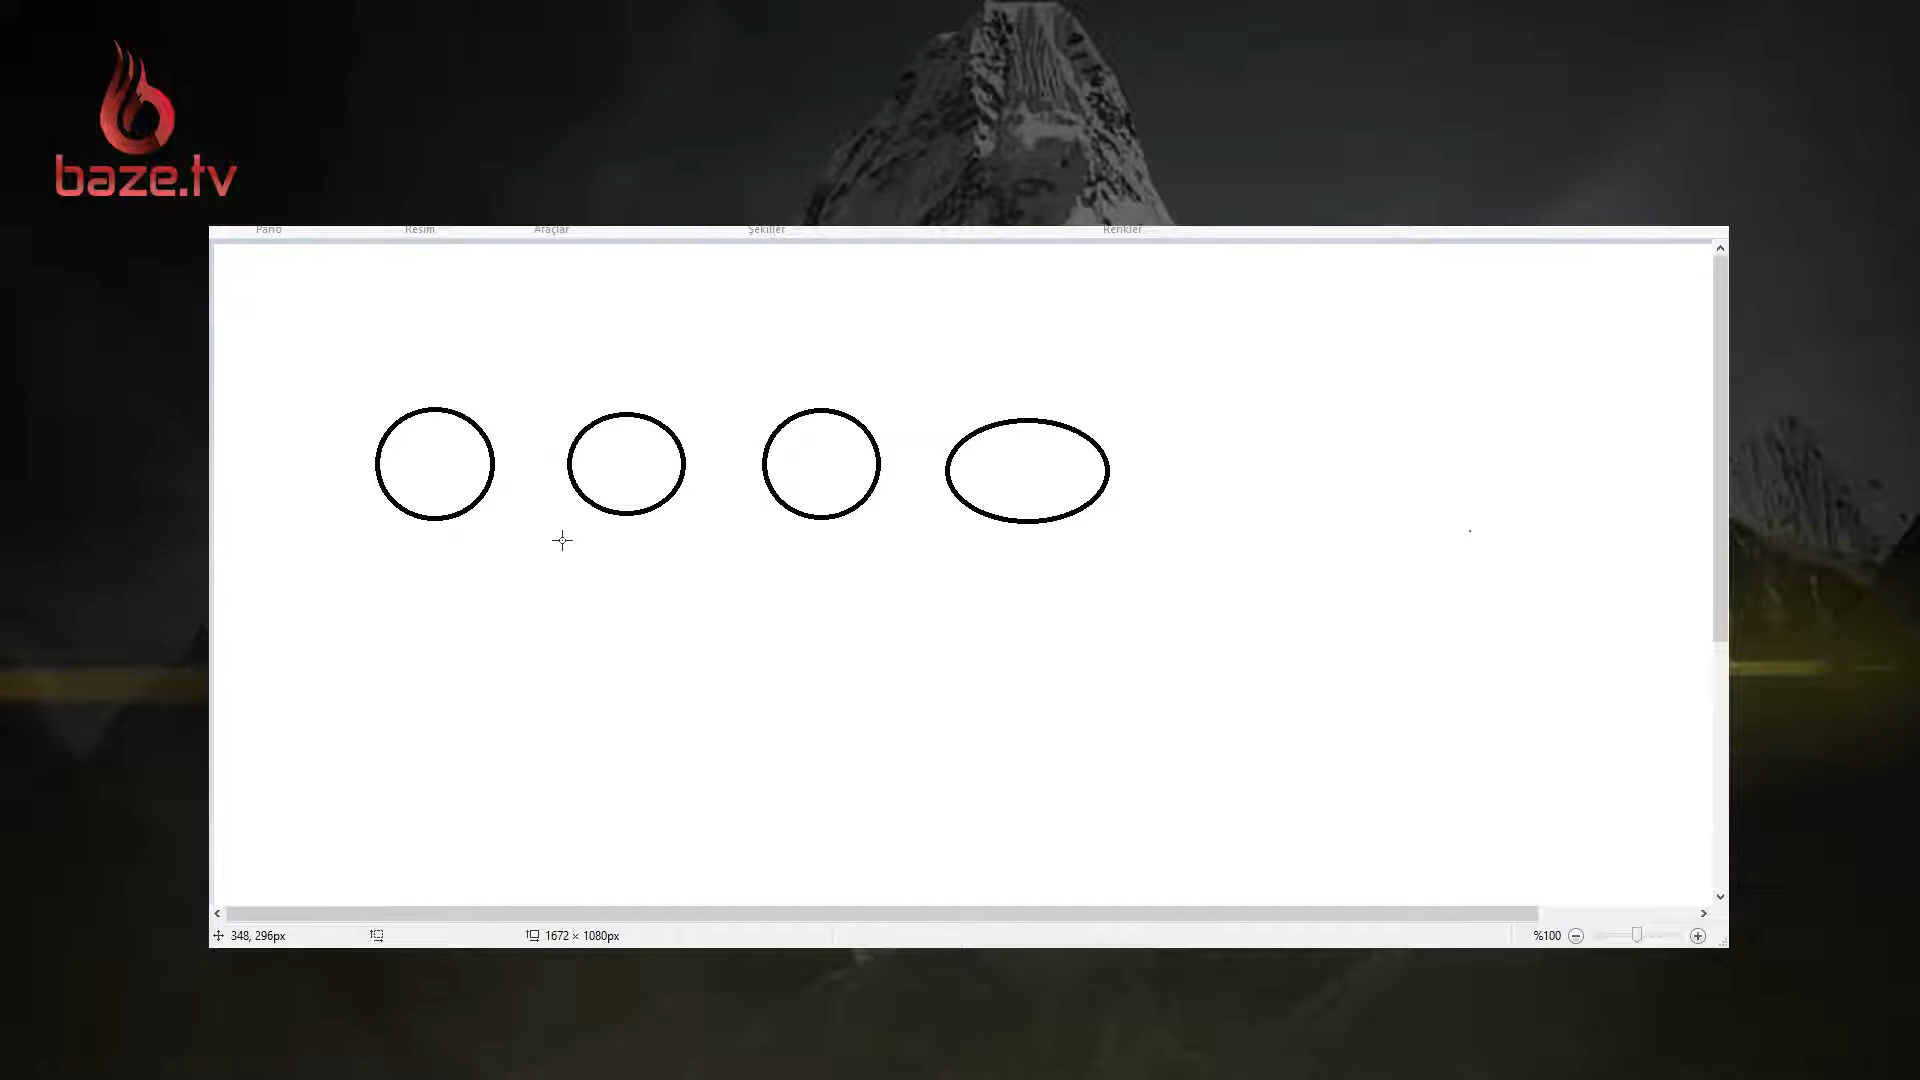 baze.tv
Pano Resim Araçlar Şekiller Renkler
348, 296px 1672 × 1080px %100